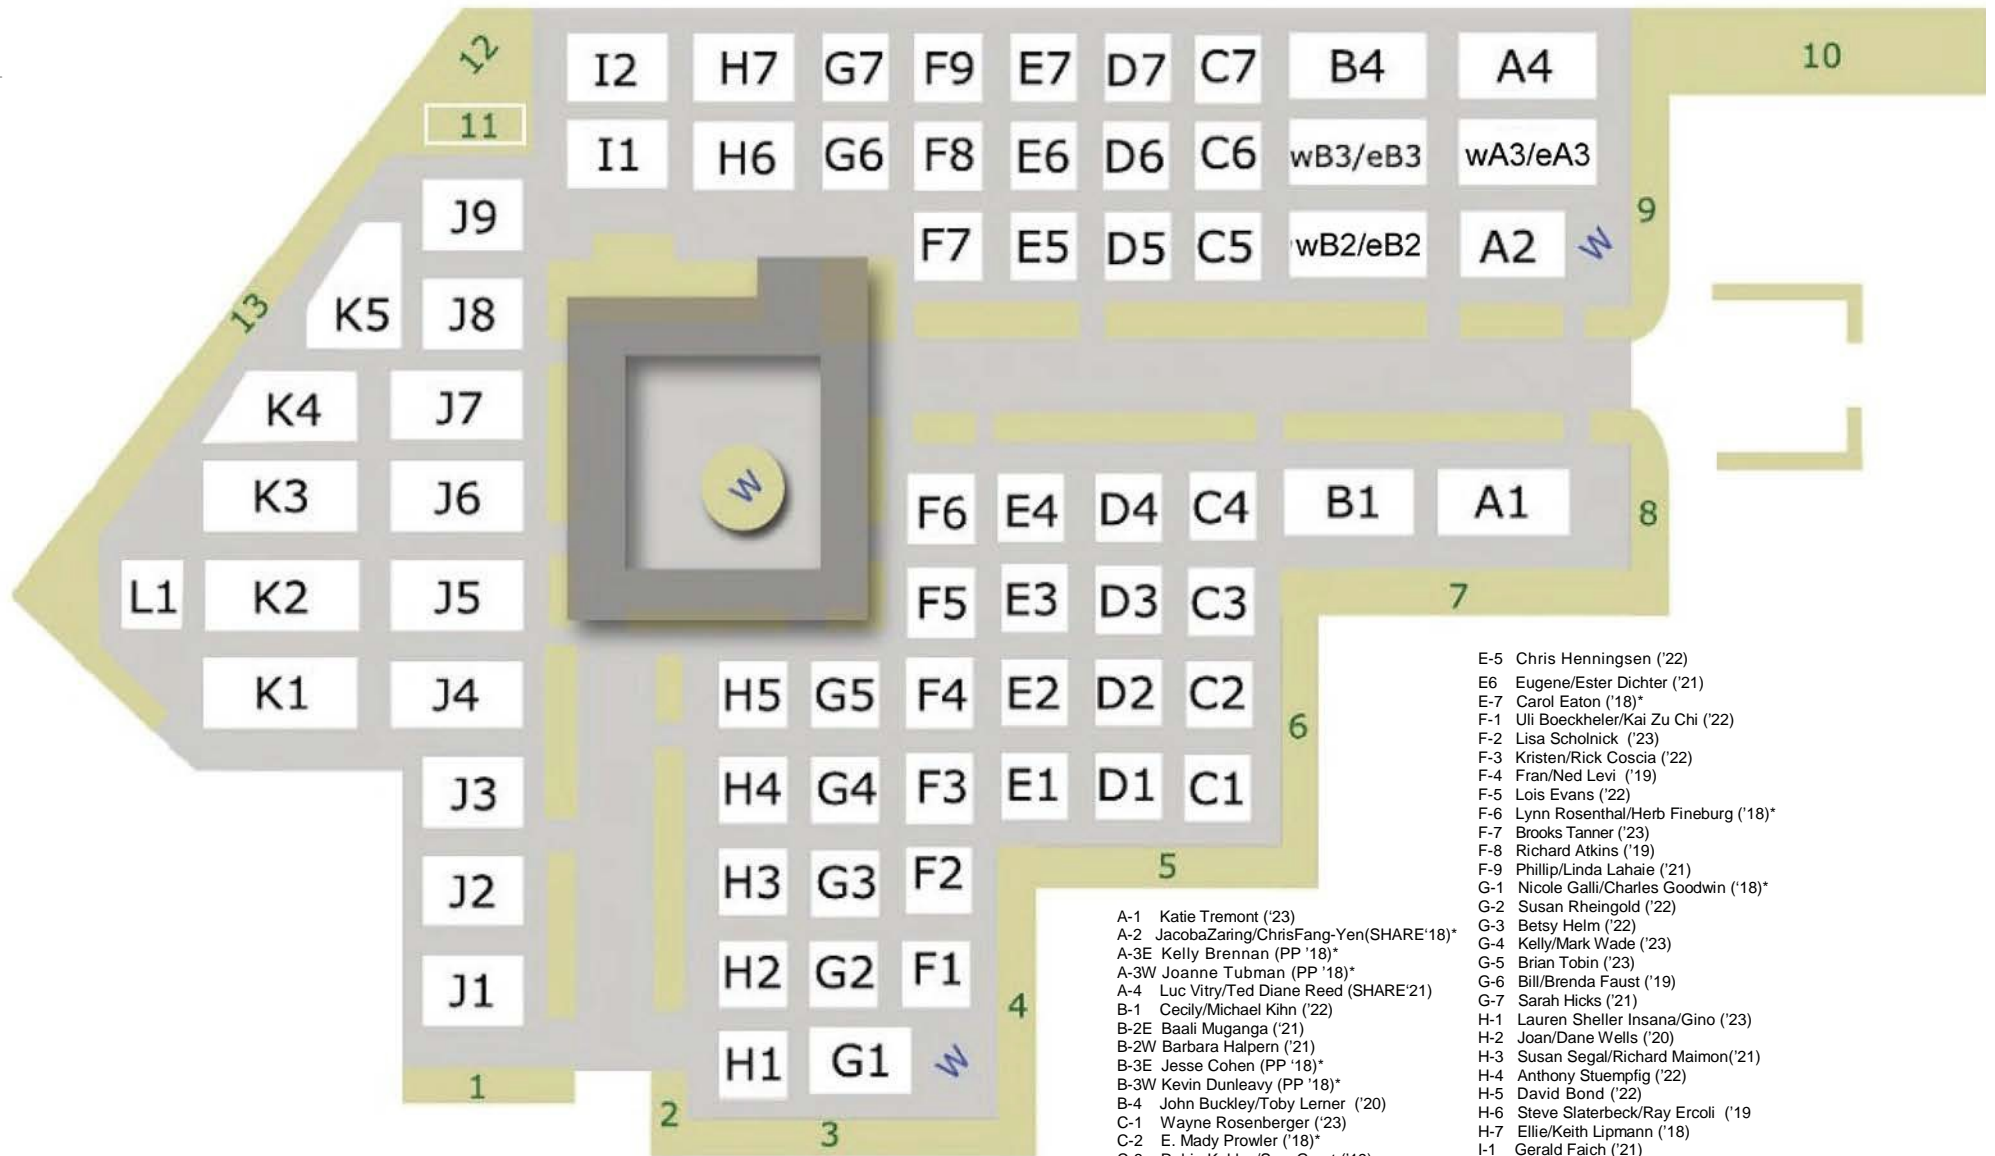 12 I2 H7 G7 F9 E7 D7 C7 B4 A4 10
11 I1 H6 G6 F8 E6 D6 C6 wB3/eB3 wA3/eA3
J9 F7 E5 D5 C5 wB2/eB2 A2 W 9
13 K5 J8
K4 J7
K3 J6 W F6 E4 D4 C4 B1 A1 8
L1 K2 J5 F5 E3 D3 C3 7
K1 J4 H5 G5 F4 E2 D2 C2 6
J3 H4 G4 F3 E1 D1 C1
J2 H3 G3 F2 5
J1 H2 G2 F1 4
1 2 H1 G1 W
3
A-1 Katie Tremont (‘23)
A-2 JacobaZaring/ChrisFang-Yen(SHARE‘18)*
A-3E Kelly Brennan (PP ’18)*
A-3W Joanne Tubman (PP ’18)*
A-4 Luc Vitry/Ted Diane Reed (SHARE‘21)
B-1 Cecily/Michael Kihn (’22)
B-2E Baali Muganga (’21)
B-2W Barbara Halpern (’21)
B-3E Jesse Cohen (PP ‘18)*
B-3W Kevin Dunleavy (PP ’18)*
B-4 John Buckley/Toby Lerner (’20)
C-1 Wayne Rosenberger (’23)
C-2 E. Mady Prowler (’18)*
E-5 Chris Henningsen (’22)
E6 Eugene/Ester Dichter (’21)
E-7 Carol Eaton (’18)*
F-1 Uli Boeckheler/Kai Zu Chi (’22)
F-2 Lisa Scholnick (’23)
F-3 Kristen/Rick Coscia (’22)
F-4 Fran/Ned Levi (’19)
F-5 Lois Evans (’22)
F-6 Lynn Rosenthal/Herb Fineburg (’18)*
F-7 Brooks Tanner (’23)
F-8 Richard Atkins (’19)
F-9 Phillip/Linda Lahaie (’21)
G-1 Nicole Galli/Charles Goodwin (‘18)*
G-2 Susan Rheingold (’22)
G-3 Betsy Helm (’22)
G-4 Kelly/Mark Wade (’23)
G-5 Brian Tobin (’23)
G-6 Bill/Brenda Faust (’19)
G-7 Sarah Hicks (’21)
H-1 Lauren Sheller Insana/Gino (’23)
H-2 Joan/Dane Wells (’20)
H-3 Susan Segal/Richard Maimon(’21)
H-4 Anthony Stuempfig (’22)
H-5 David Bond (’22)
H-6 Steve Slaterbeck/Ray Ercoli (’19
H-7 Ellie/Keith Lipmann (’18)
I-1 Gerald Faich (’21)